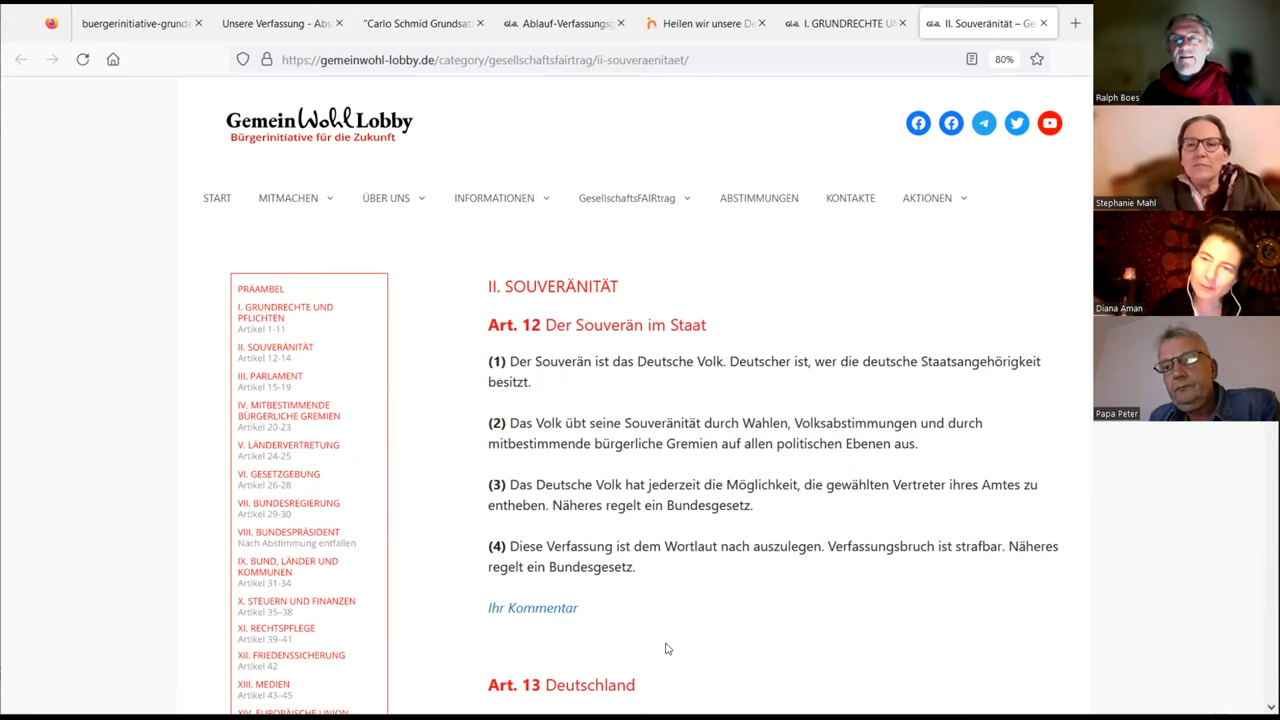 buergerinitiative-grunde
Unsere Verfassung - Abs
"Carlo Schmid Grundsat
Ablauf-Verfassungsg
Heilen wir unsere De
I. GRUNDRECHTE UN
II. Souveränität – Ge
https://gemeinwohl-lobby.de/category/gesellschaftsfairtrag/ii-souveraenitaet/
80%
GemeinWohlLobby
Bürgerinitiative für die Zukunft
START
MITMACHEN
ÜBER UNS
INFORMATIONEN
GesellschaftsFAIRtrag
ABSTIMMUNGEN
KONTAKTE
AKTIONEN
PRÄAMBEL
I. GRUNDRECHTE UND
PFLICHTEN
Artikel 1-11
II. SOUVERÄNITÄT
Artikel 12-14
III. PARLAMENT
Artikel 15-19
IV. MITBESTIMMENDE
BÜRGERLICHE GREMIEN
Artikel 20-23
V. LÄNDERVERTRETUNG
Artikel 24-25
VI. GESETZGEBUNG
Artikel 26-28
VII. BUNDESREGIERUNG
Artikel 29-30
VIII. BUNDESPRÄSIDENT
Nach Abstimmung entfallen
IX. BUND, LÄNDER UND
KOMMUNEN
Artikel 31-34
X. STEUERN UND FINANZEN
Artikel 35–38
XI. RECHTSPFLEGE
Artikel 39–41
XII. FRIEDENSSICHERUNG
Artikel 42
XIII. MEDIEN
Artikel 43-45
XIV. EUROPÄISCHE UNION
II. SOUVERÄNITÄT
Art. 12 Der Souverän im Staat
(1) Der Souverän ist das Deutsche Volk. Deutscher ist, wer die deutsche Staatsangehörigkeit
besitzt.
(2) Das Volk übt seine Souveränität durch Wahlen, Volksabstimmungen und durch
mitbestimmende bürgerliche Gremien auf allen politischen Ebenen aus.
(3) Das Deutsche Volk hat jederzeit die Möglichkeit, die gewählten Vertreter ihres Amtes zu
entheben. Näheres regelt ein Bundesgesetz.
(4) Diese Verfassung ist dem Wortlaut nach auszulegen. Verfassungsbruch ist strafbar. Näheres
regelt ein Bundesgesetz.
Ihr Kommentar
Art. 13 Deutschland
Ralph Boes
Stephanie Mahl
Diana Aman
Papa Peter